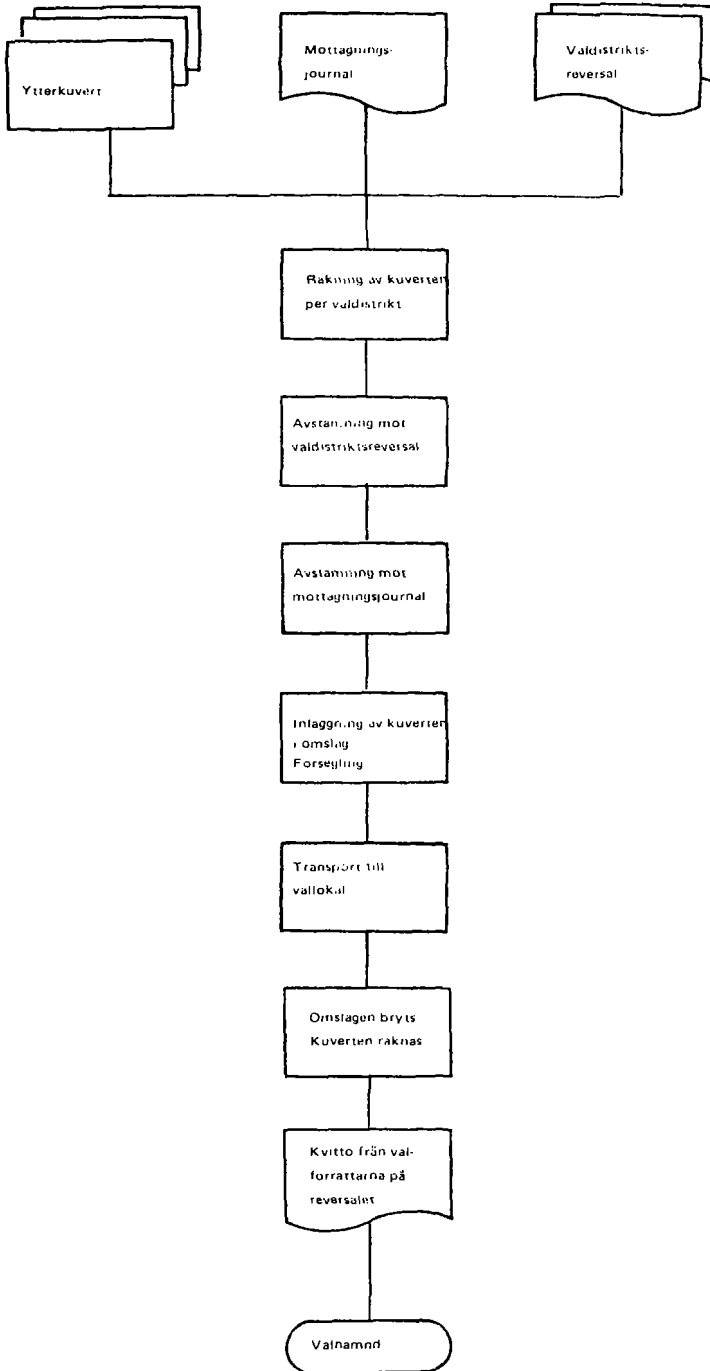 Ytterkuvert
Mottagnings-
journal
Valdistrikts-
reversal
Räkning av kuverten
per valdistrikt
Avstämning mot
valdistriktsreversal
Avstämning mot
mottagningsjournal
Inläggning av kuverten
i omslag
Försegling
Transport till
vallokal
Omslagen bryts
Kuverten räknas
Kvitto från val-
förrättarna på
reversalet
Valnämnd